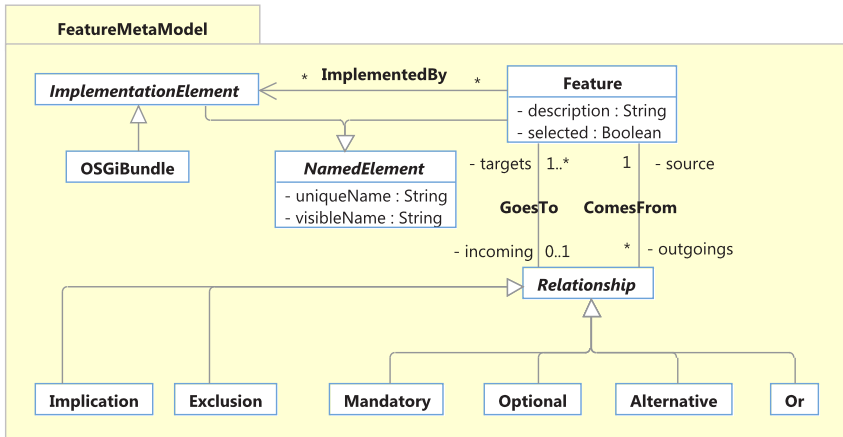 FeatureMetaModel
ImplementationElement
* ImplementedBy *
Feature
- description : String
- selected : Boolean
OSGiBundle
NamedElement
- uniqueName : String
- visibleName : String
- targets 1..* 1 - source
GoesTo ComesFrom
- incoming 0..1 * - outgoings
Relationship
Implication Exclusion Mandatory Optional Alternative Or